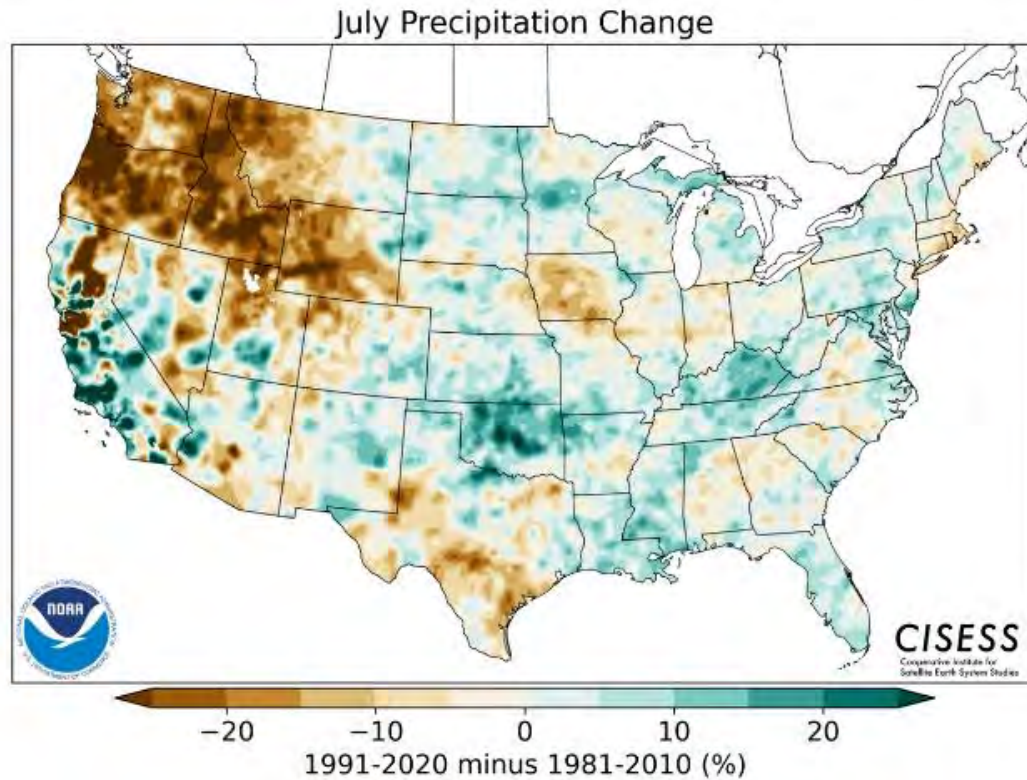 July Precipitation Change
NOAA
CISESS
Cooperative Institute for
Satellite Earth System Studies
−20 −10 0 10 20
1991-2020 minus 1981-2010 (%)